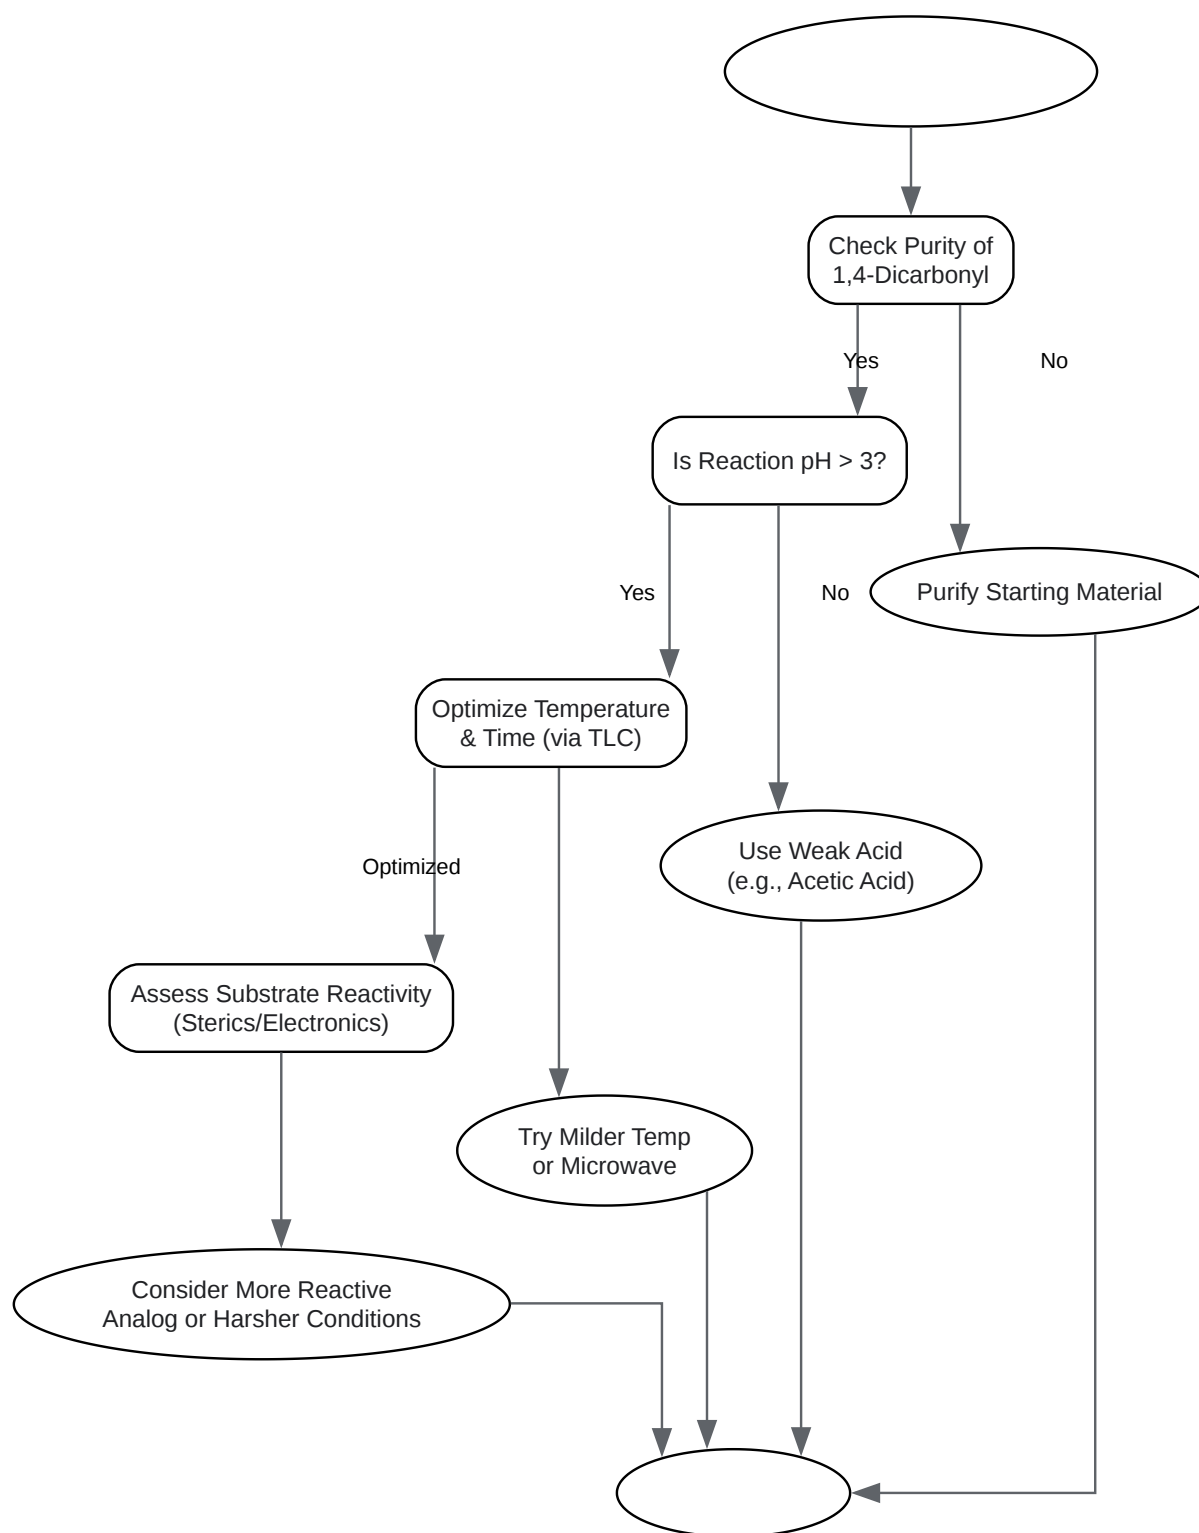 Check Purity of
1,4-Dicarbonyl
Yes
No
Is Reaction pH > 3?
Yes
No
Purify Starting Material
Optimize Temperature
& Time (via TLC)
Use Weak Acid
(e.g., Acetic Acid)
Optimized
Assess Substrate Reactivity
(Sterics/Electronics)
Try Milder Temp
or Microwave
Consider More Reactive
Analog or Harsher Conditions